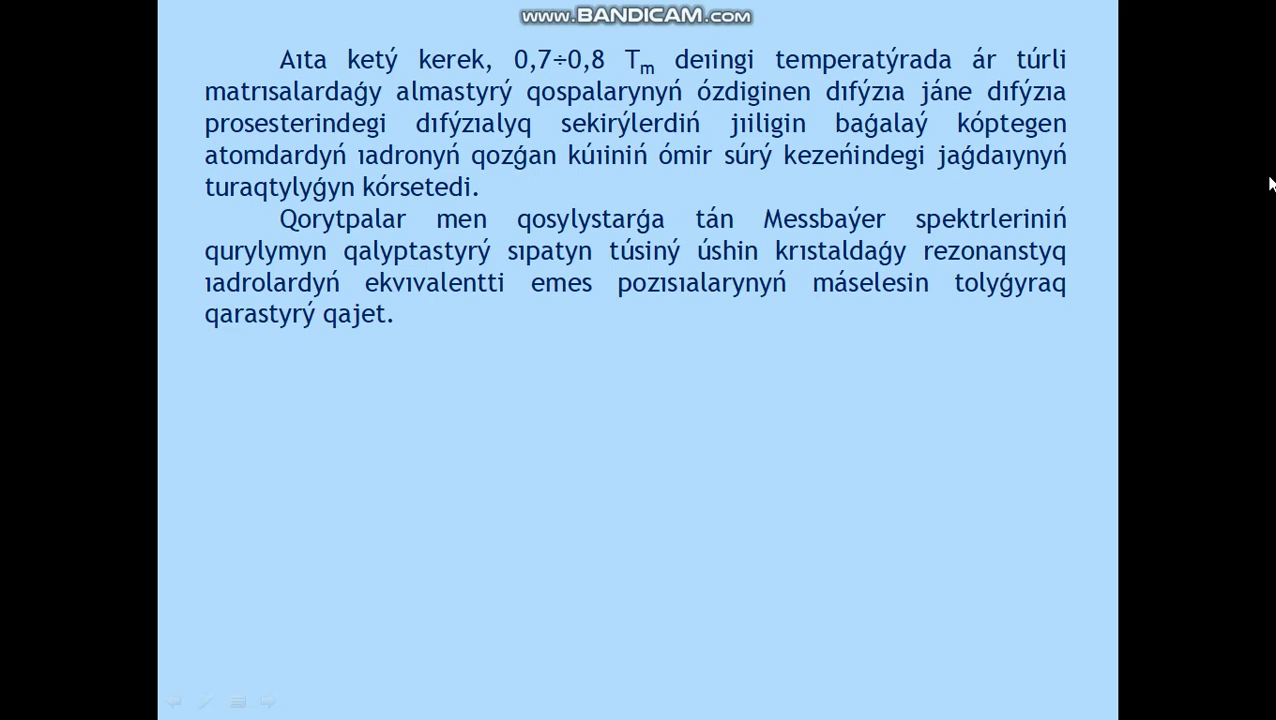 www.BANDICAM.com
Aıta ketý kerek, 0,7÷0,8 Tm deıingi temperatýrada ár túrli
matrısalardaǵy almastyrý qospalarynyń ózdiginen dıfýzıa jáne dıfýzıa
prosesterindegi dıfýzıalyq sekirýlerdiń jıiligin baǵalaý kóptegen
atomdardyń ıadronyń qozǵan kúıiniń ómir súrý kezeńindegi jaǵdaıynyń
turaqtylyǵyn kórsetedi.
Qorytpalar men qosylystarǵa tán Messbaýer spektrleriniń
qurylymyn qalyptastyrý sıpatyn túsiný úshin krıstaldaǵy rezonanstyq
ıadrolardyń ekvıvalentti emes pozısıalarynyń máselesin tolyǵyraq
qarastyrý qajet.